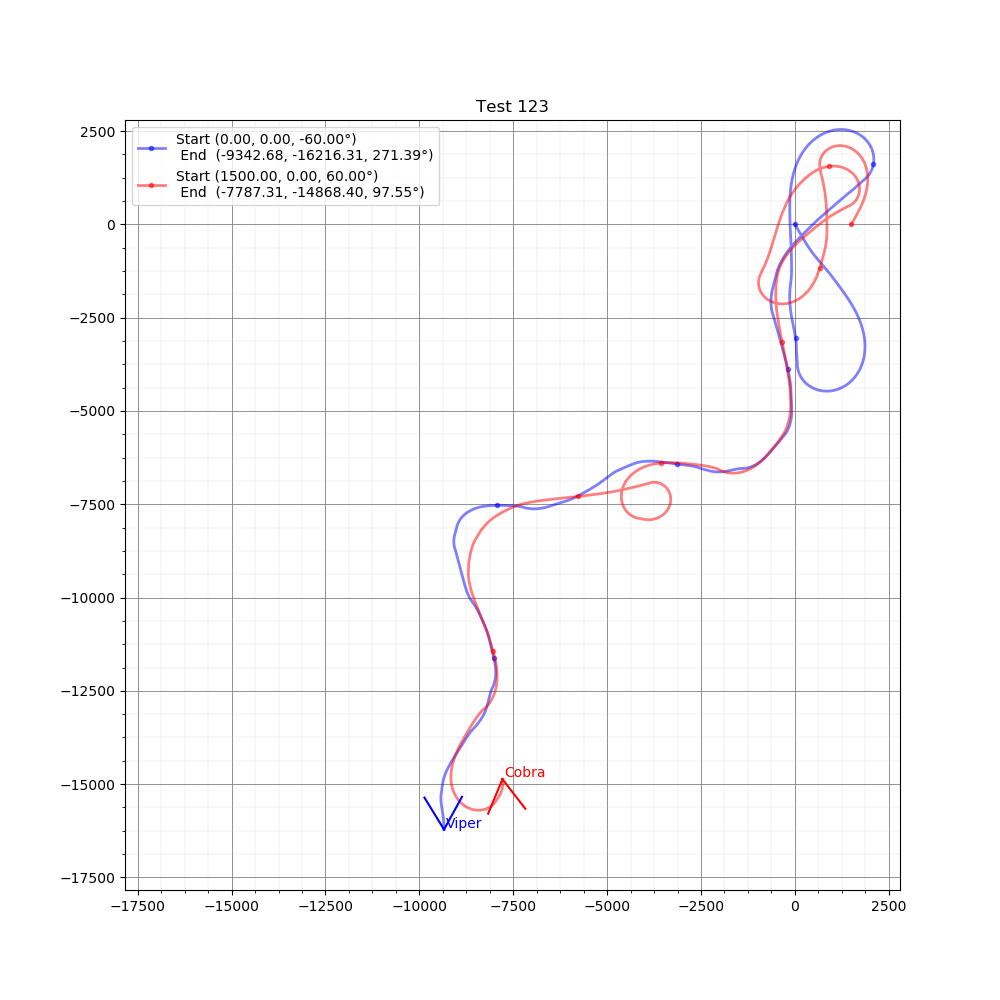 Test 123
Start (0.00, 0.00, -60.00°)
End (-9342.68, -16216.31, 271.39°)
Start (1500.00, 0.00, 60.00°)
End (-7787.31, -14868.40, 97.55°)
2500
0
−2500
−5000
−7500
−10000
−12500
−15000
−17500
Cobra
Viper
−17500 −15000 −12500 −10000 −7500 −5000 −2500 0 2500